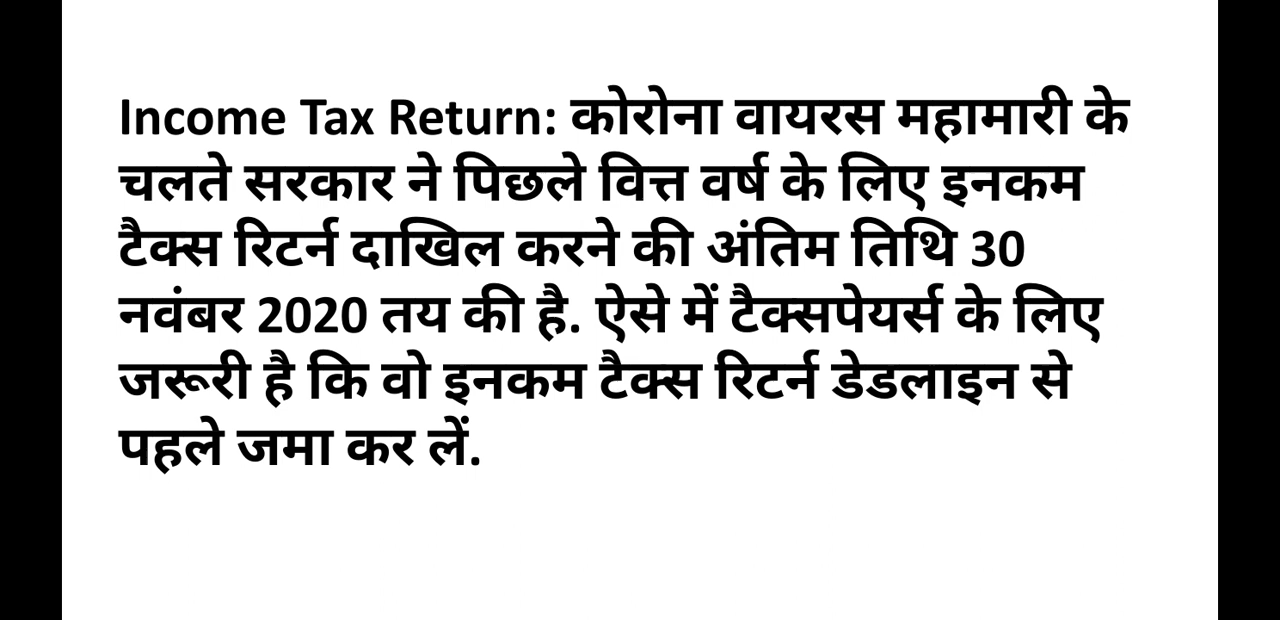 Income Tax Return: कोरोना वायरस महामारी के
चलते सरकार ने पिछले वित्त वर्ष के लिए इनकम
टैक्स रिटर्न दाखिल करने की अंतिम तिथि 30
नवंबर 2020 तय की है. ऐसे में टैक्सपेयर्स के लिए
जरूरी है कि वो इनकम टैक्स रिटर्न डेडलाइन से
पहले जमा कर लें.